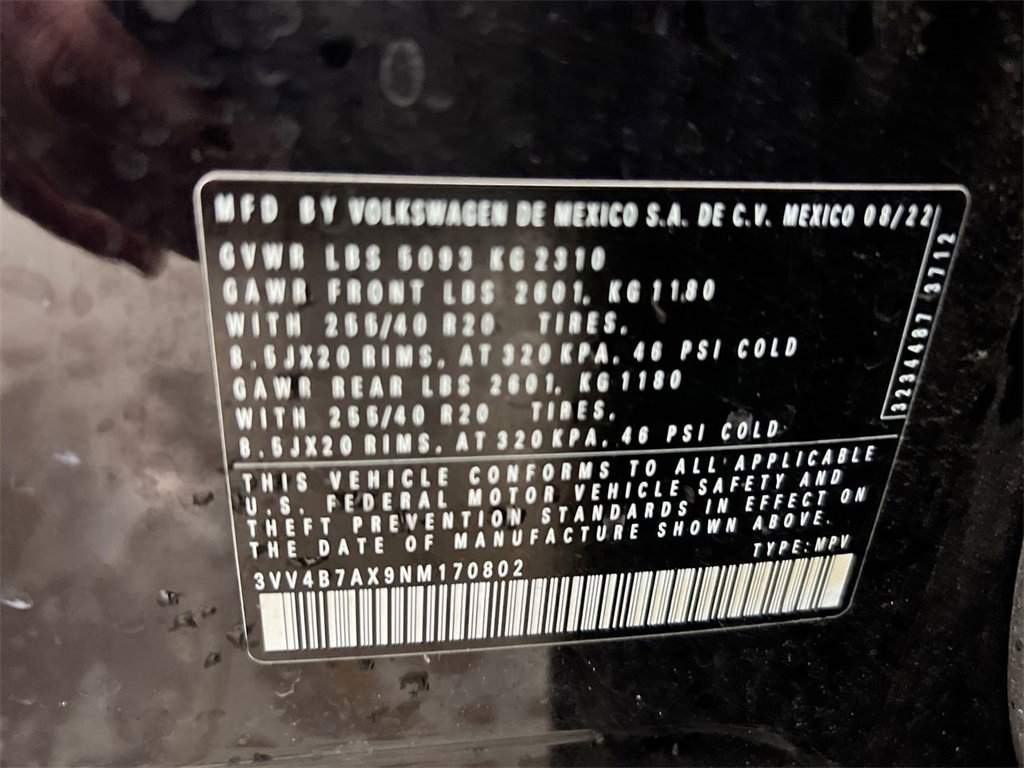 MFD BY VOLKSWAGEN DE MEXICO S.A. DE C.V. MEXICO 08/22
GVWR LBS 5093 KG 2310
GAWR FRONT LBS 2601, KG 1180
WITH 255/40 R20 TIRES,
8.5JX20 RIMS, AT 320 KPA, 46 PSI COLD
GAWR REAR LBS 2601, KG 1180
WITH 255/40 R20 TIRES,
8.5JX20 RIMS, AT 320 KPA, 46 PSI COLD
3234487 3712
THIS VEHICLE CONFORMS TO ALL APPLICABLE
U.S. FEDERAL MOTOR VEHICLE SAFETY AND
THEFT PREVENTION STANDARDS IN EFFECT ON
THE DATE OF MANUFACTURE SHOWN ABOVE.
TYPE: MPV
3VV4B7AX9NM170802